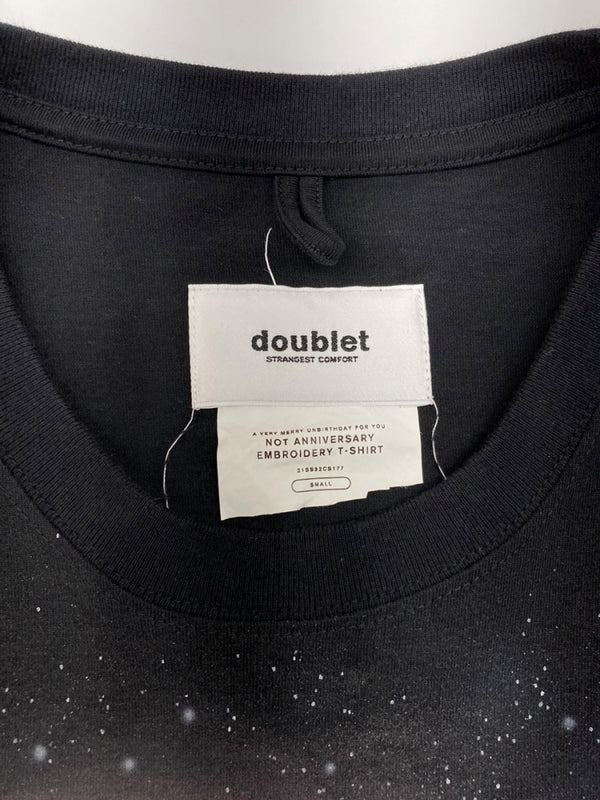 doublet
STRANGEST COMFORT
A VERY MERRY UNBIRTHDAY FOR YOU
NOT ANNIVERSARY
EMBROIDERY T-SHIRT
21SS32CS177
SMALL